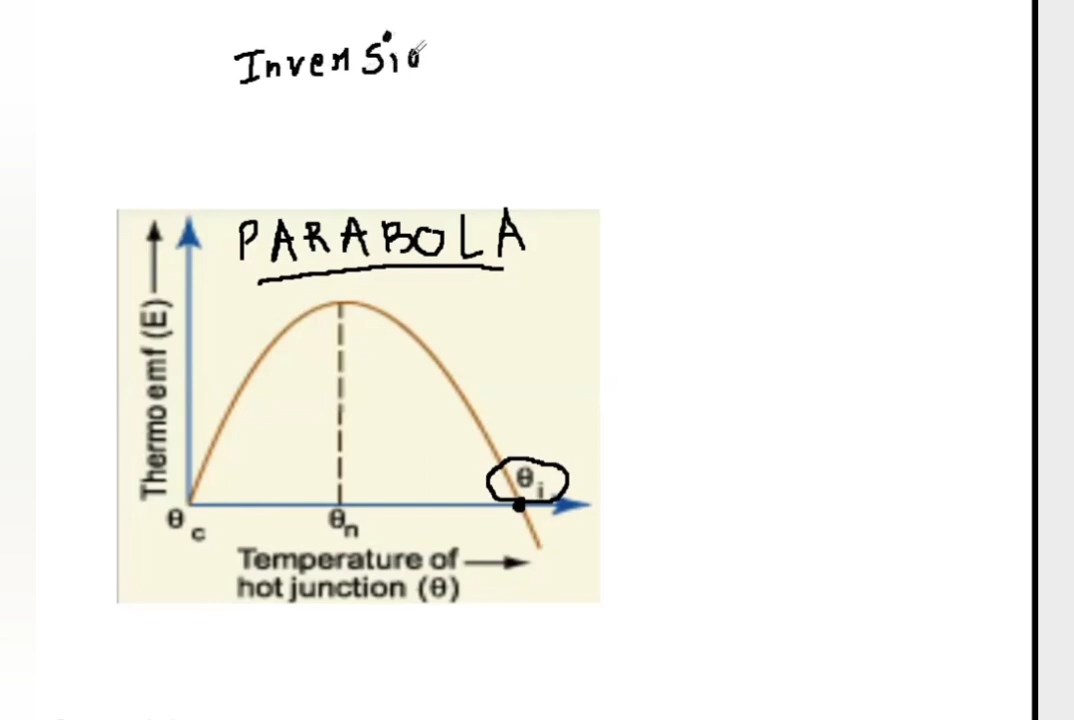 Inversio
PARABOLA
Thermo emf (E)
θi
θc
θn
Temperature of
hot junction (θ)